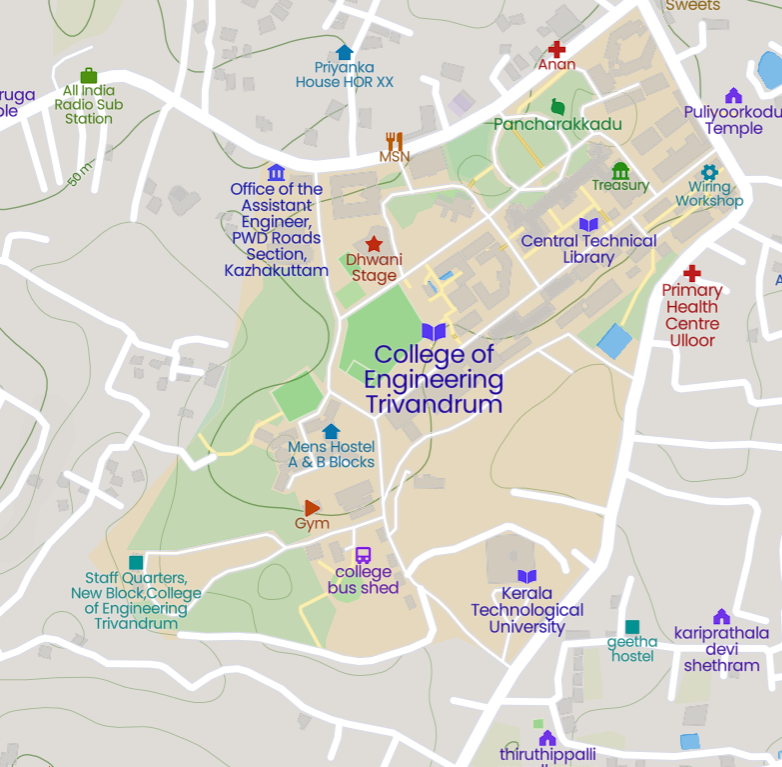 Sweets
Anan
Priyanka
House HOR XX
All India
Radio Sub
Station
ruga
ple
Pancharakkadu
Puliyoorkodu
Temple
MSN
50 m
Treasury
Wiring
Workshop
Office of the
Assistant
Engineer,
PWD Roads
Section,
Kazhakuttam
Central Technical
Library
Dhwani
Stage
Primary
Health
Centre
Ulloor
A
College of
Engineering
Trivandrum
Mens Hostel
A & B Blocks
Gym
college
bus shed
Staff Quarters,
New Block,College
of Engineering
Trivandrum
Kerala
Technological
University
geetha
hostel
kariprathala
devi
shethram
thiruthippalli